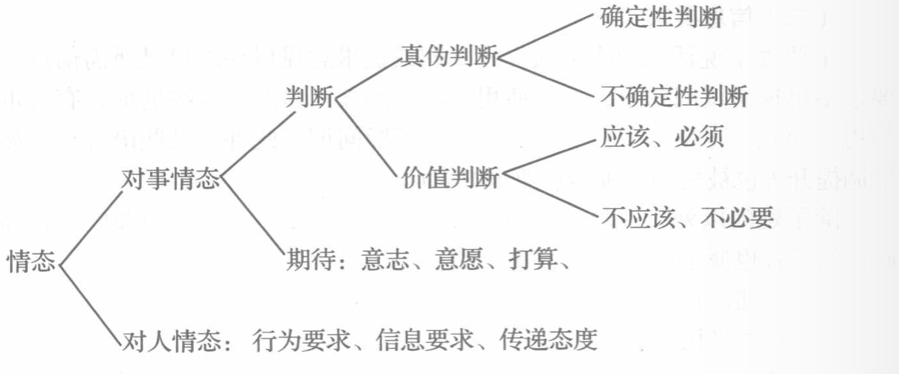 确定性判断
真伪判断
判断
不确定性判断
应该、必须
对事情态
价值判断
不应该、不必要
情态
期待：意志、意愿、打算、
对人情态： 行为要求、信息要求、传递态度